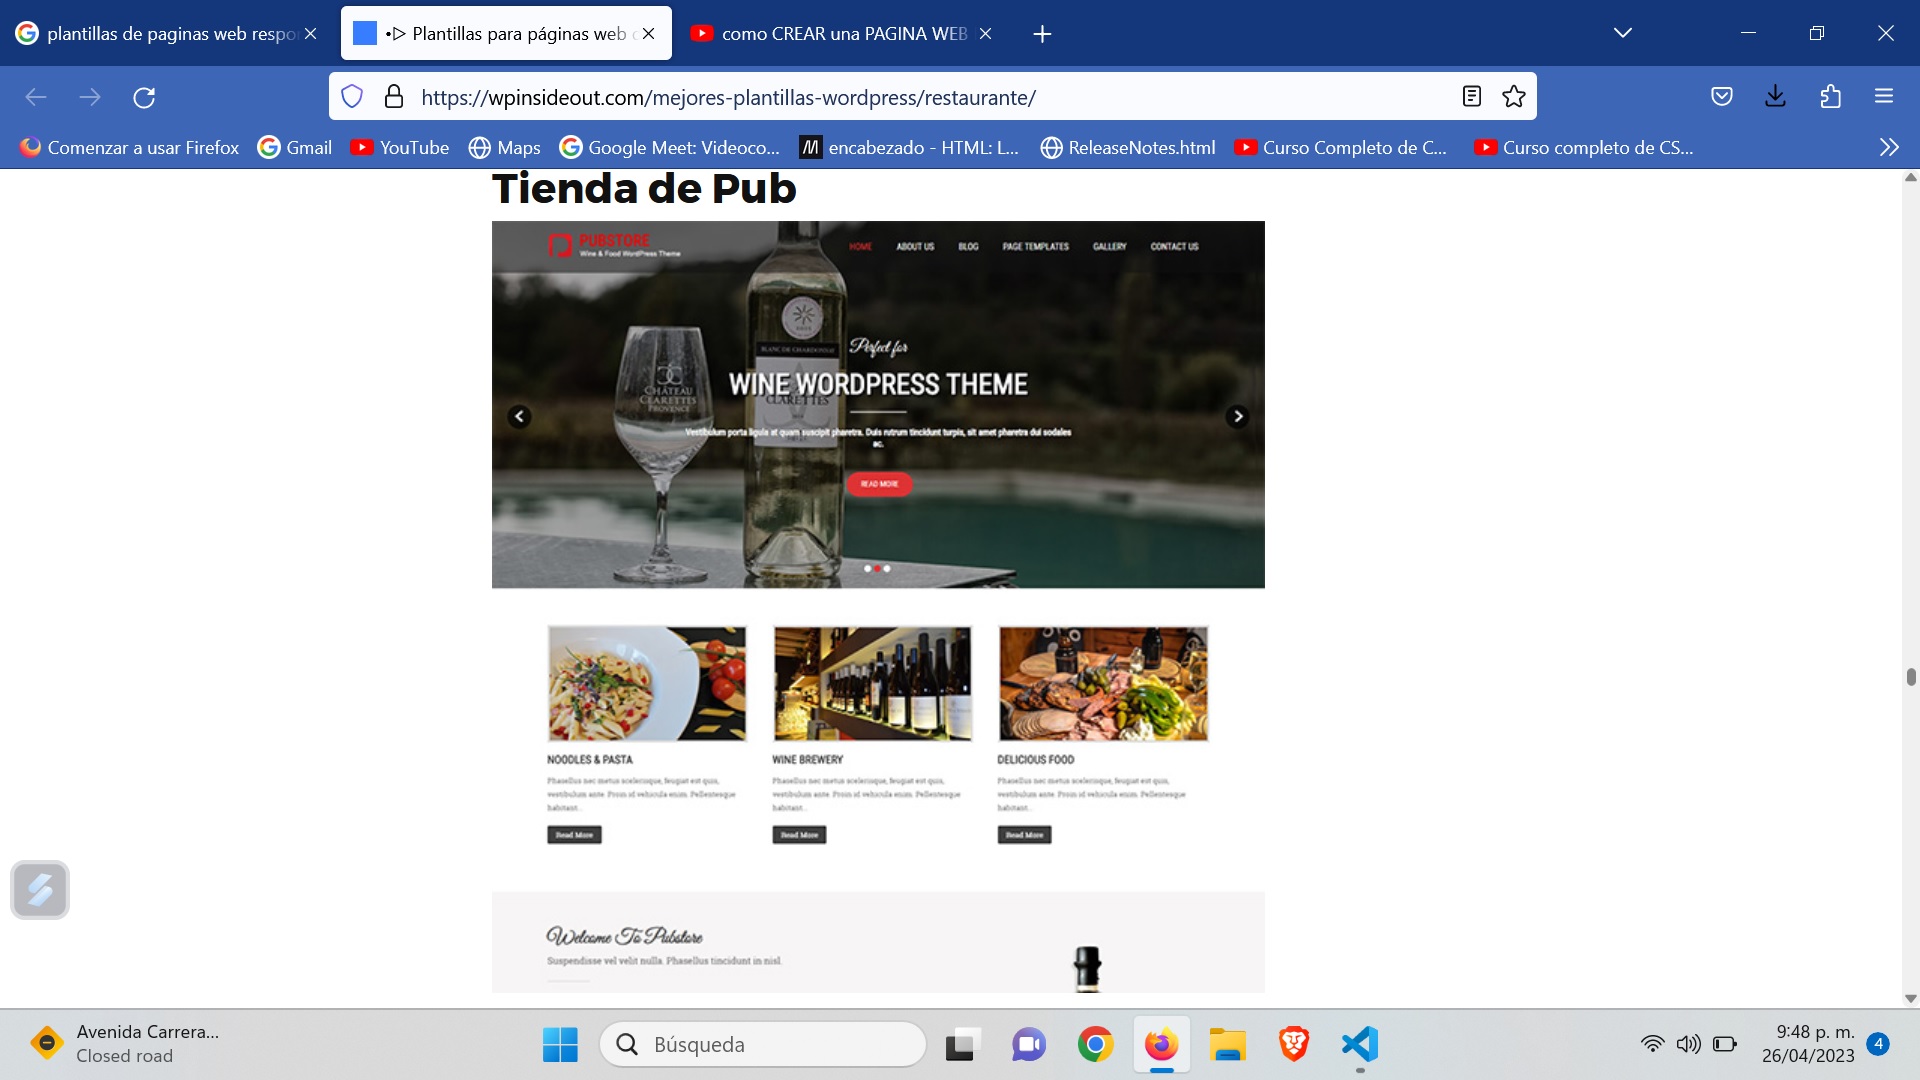 plantillas de paginas web respo
•▷ Plantillas para páginas web c
como CREAR una PAGINA WEB
https://wpinsideout.com/mejores-plantillas-wordpress/restaurante/
Comenzar a usar Firefox
Gmail
YouTube
Maps
Google Meet: Videoco...
encabezado - HTML: L...
ReleaseNotes.html
Curso Completo de C...
Curso completo de CS...
Tienda de Pub
PUBSTORE
Wine & Food WordPress Theme
HOME
ABOUT US
BLOG
PAGE TEMPLATES
GALLERY
CONTACT US
BLANC DE CHARDONNAY
CHÂTEAU
CLARETTES
PROVENCE
CLARETTES
Perfect for
WINE WORDPRESS THEME
Vestibulum porta ligula at quam suscipit pharetra. Duis rutrum tincidunt turpis, sit amet pharetra dui sodales
ac.
READ MORE
NOODLES & PASTA
Phasellus nec metus scelerisque, feugiat est quis,
vestibulum ante. Proin id vehicula enim. Pellentesque
habitant...
Read More
WINE BREWERY
Phasellus nec metus scelerisque, feugiat est quis,
vestibulum ante. Proin id vehicula enim. Pellentesque
habitant...
Read More
DELICIOUS FOOD
Phasellus nec metus scelerisque, feugiat est quis,
vestibulum ante. Proin id vehicula enim. Pellentesque
habitant...
Read More
Welcome To Pubstore
Suspendisse vel velit nulla. Phasellus tincidunt in nisl.
Avenida Carrera...
Closed road
Búsqueda
9:48 p. m.
26/04/2023
4